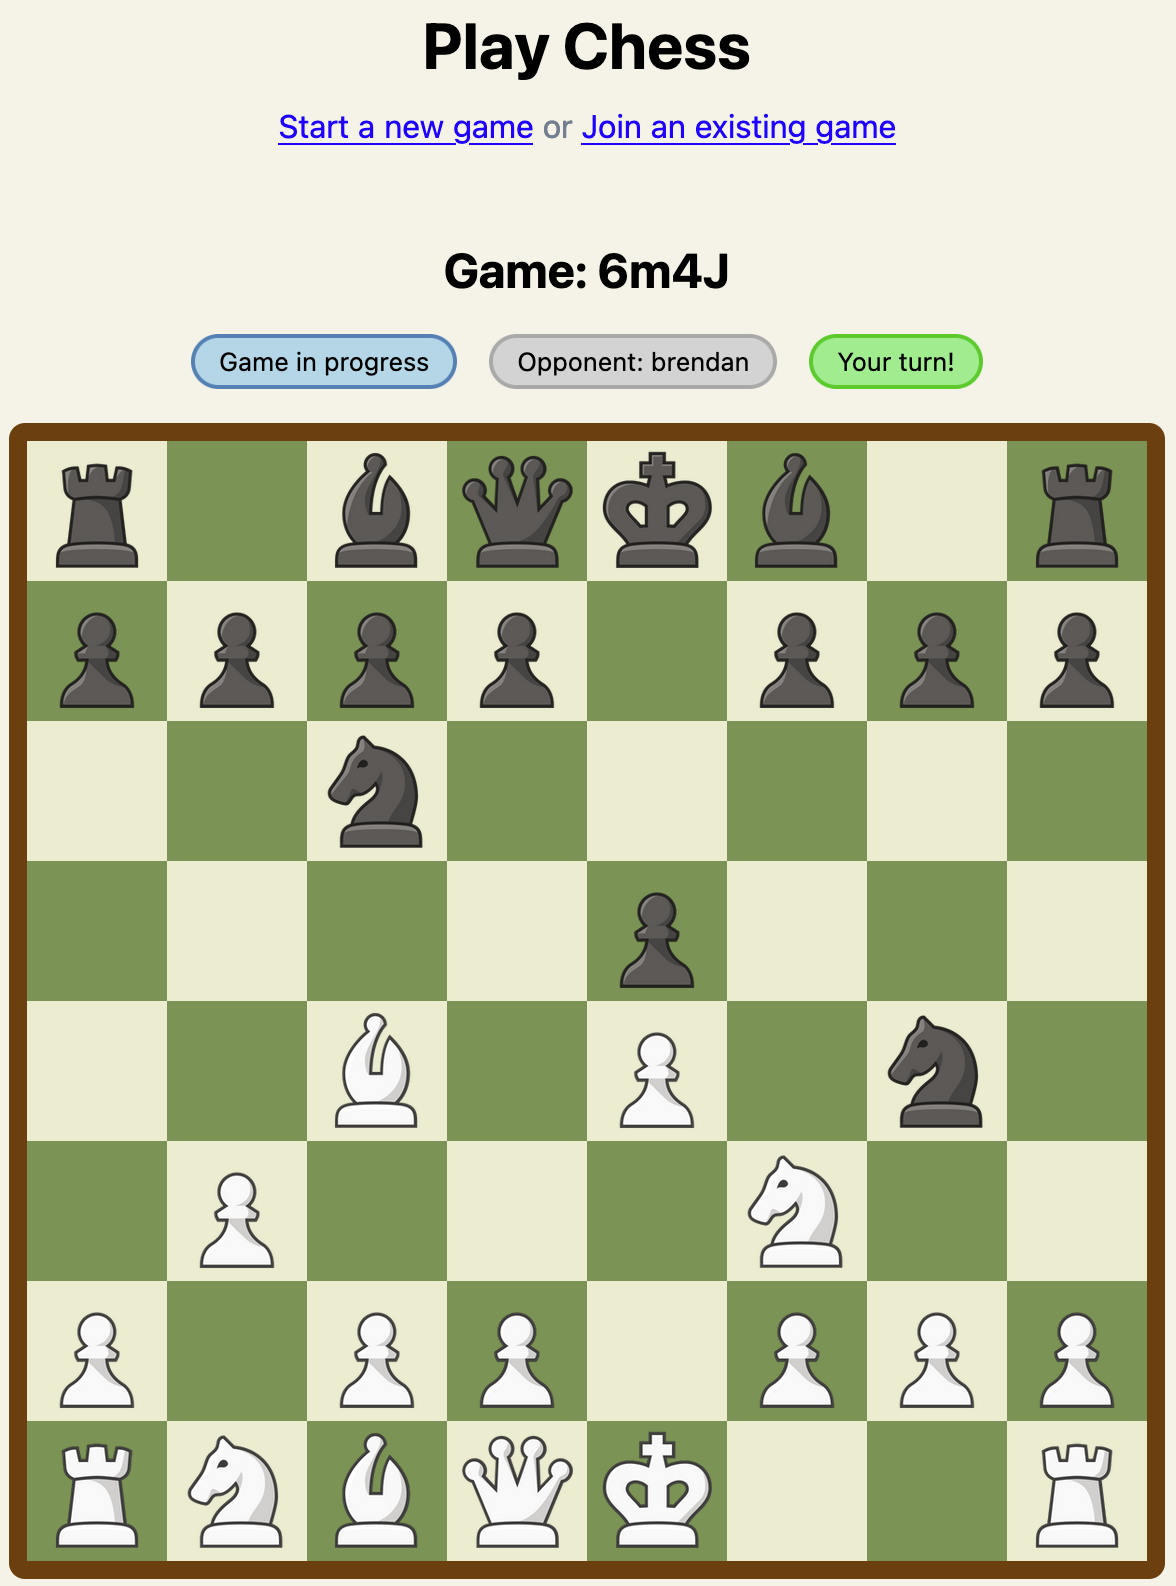 Play Chess
Start a new game or Join an existing game
Game: 6m4J
Game in progress
Opponent: brendan
Your turn!